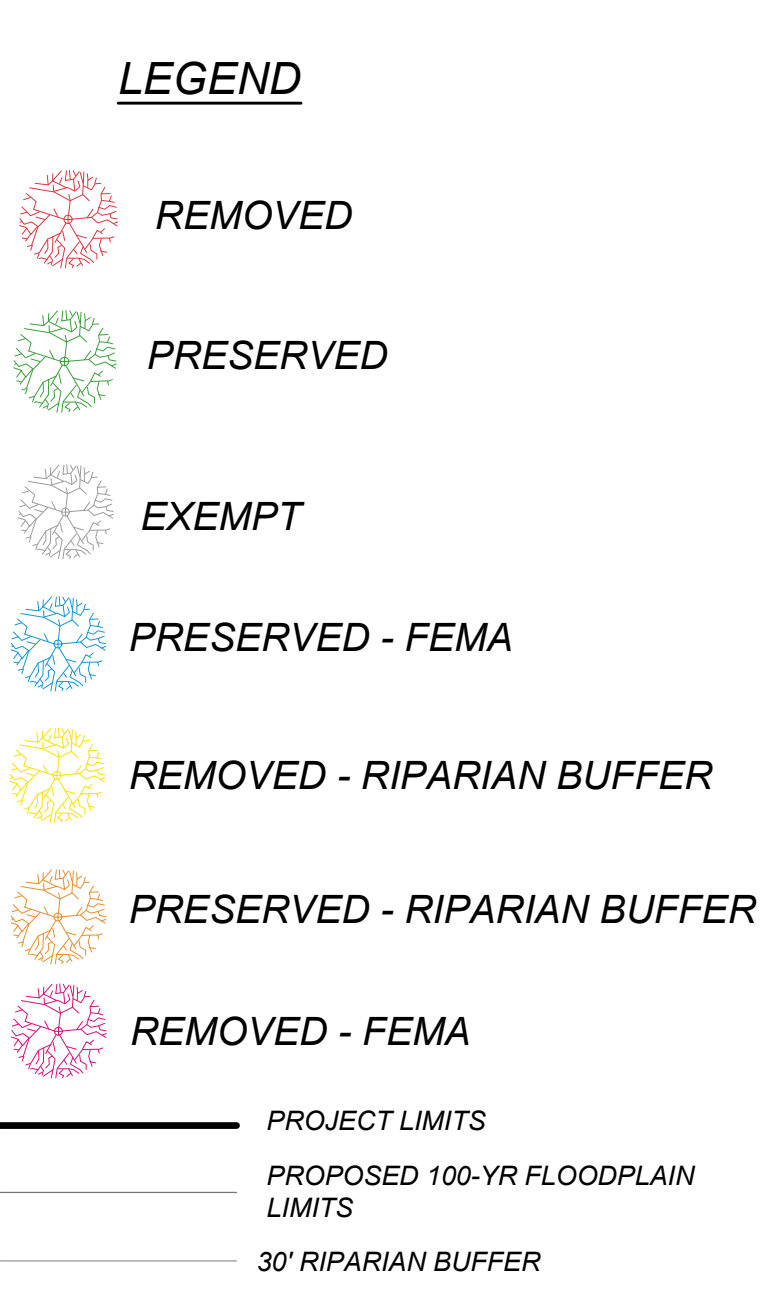 LEGEND
REMOVED
PRESERVED
EXEMPT
PRESERVED - FEMA
REMOVED - RIPARIAN BUFFER
PRESERVED - RIPARIAN BUFFER
REMOVED - FEMA
PROJECT LIMITS
PROPOSED 100-YR FLOODPLAIN
LIMITS
30' RIPARIAN BUFFER